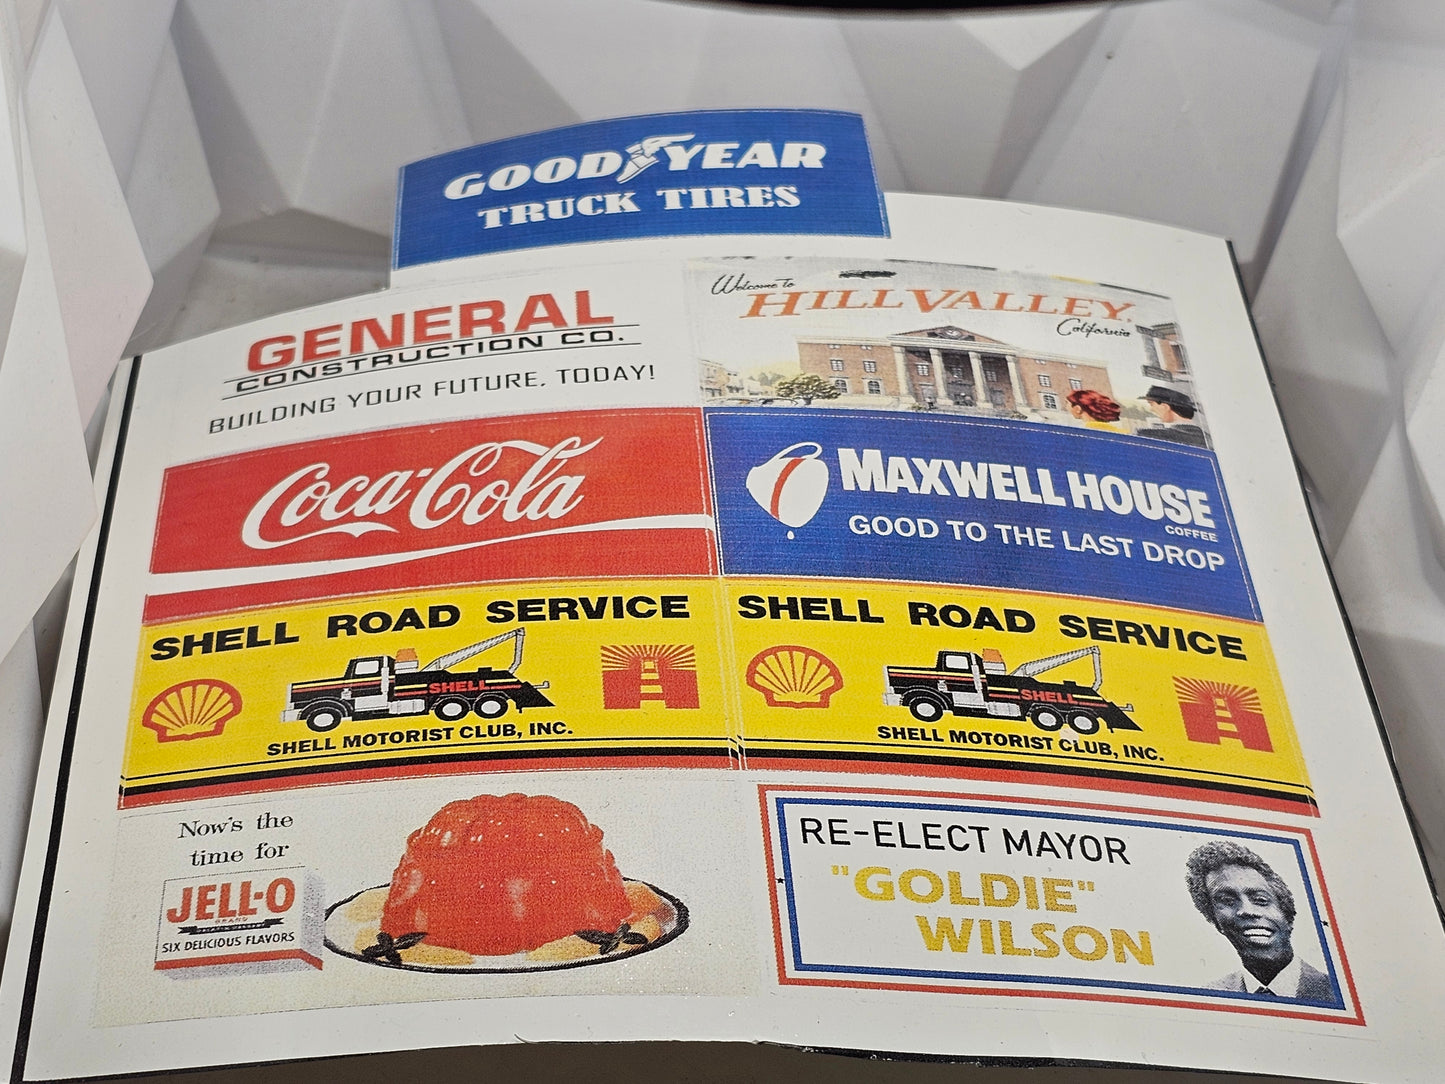 GOODYEAR
TRUCK TIRES
GENERAL
CONSTRUCTION CO.
BUILDING YOUR FUTURE, TODAY!
Welcome to
HILL VALLEY,
California
Coca-Cola
MAXWELL HOUSE
COFFEE
GOOD TO THE LAST DROP
SHELL ROAD SERVICE
SHELL
SHELL MOTORIST CLUB, INC.
SHELL ROAD SERVICE
SHELL
SHELL MOTORIST CLUB, INC.
Now's the
time for
JELL-O
BRAND
SIX DELICIOUS FLAVORS
RE-ELECT MAYOR
"GOLDIE"
WILSON